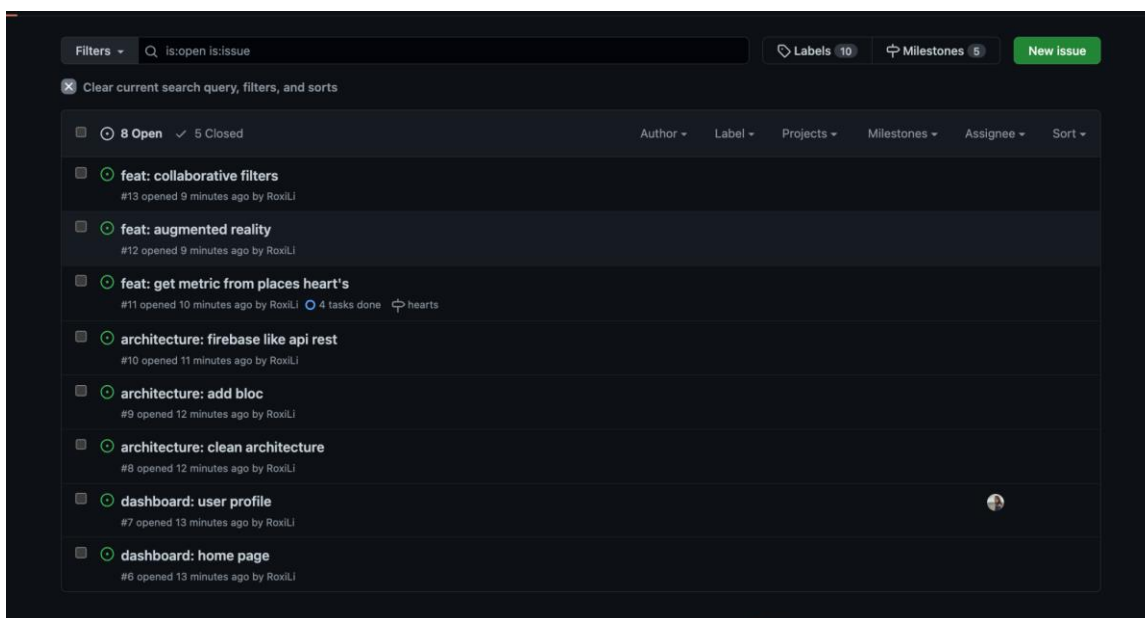 Filters is:open is:issue Labels 10 Milestones 5 New issue
Clear current search query, filters, and sorts
8 Open 5 Closed Author Label Projects Milestones Assignee Sort
feat: collaborative filters
#13 opened 9 minutes ago by RoxiLi
feat: augmented reality
#12 opened 9 minutes ago by RoxiLi
feat: get metric from places heart's
#11 opened 10 minutes ago by RoxiLi 4 tasks done hearts
architecture: firebase like api rest
#10 opened 11 minutes ago by RoxiLi
architecture: add bloc
#9 opened 12 minutes ago by RoxiLi
architecture: clean architecture
#8 opened 12 minutes ago by RoxiLi
dashboard: user profile
#7 opened 13 minutes ago by RoxiLi
dashboard: home page
#6 opened 13 minutes ago by RoxiLi